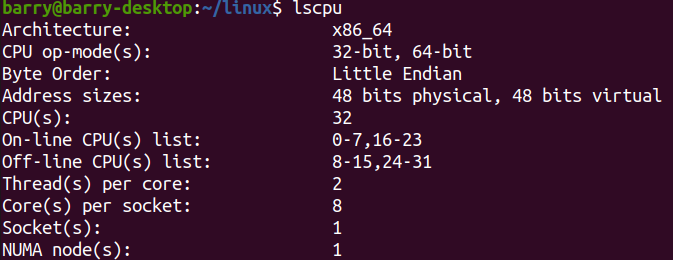 barry@barry-desktop:~/linux$ lscpu
Architecture: x86_64
CPU op-mode(s): 32-bit, 64-bit
Byte Order: Little Endian
Address sizes: 48 bits physical, 48 bits virtual
CPU(s): 32
On-line CPU(s) list: 0-7,16-23
Off-line CPU(s) list: 8-15,24-31
Thread(s) per core: 2
Core(s) per socket: 8
Socket(s): 1
NUMA node(s): 1